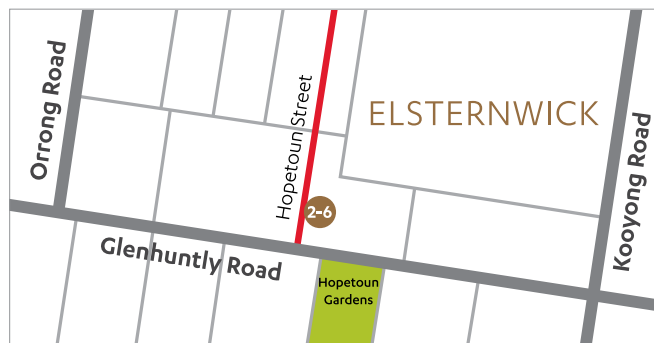 Orrong Road
Hopetoun Street
ELSTERNWICK
Kooyong Road
2-6
Glenhuntly Road
Hopetoun
Gardens